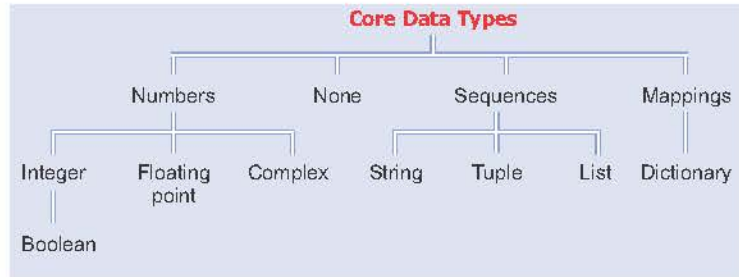 Core Data Types
Numbers None Sequences Mappings
Integer Floating point Complex String Tuple List Dictionary
Boolean